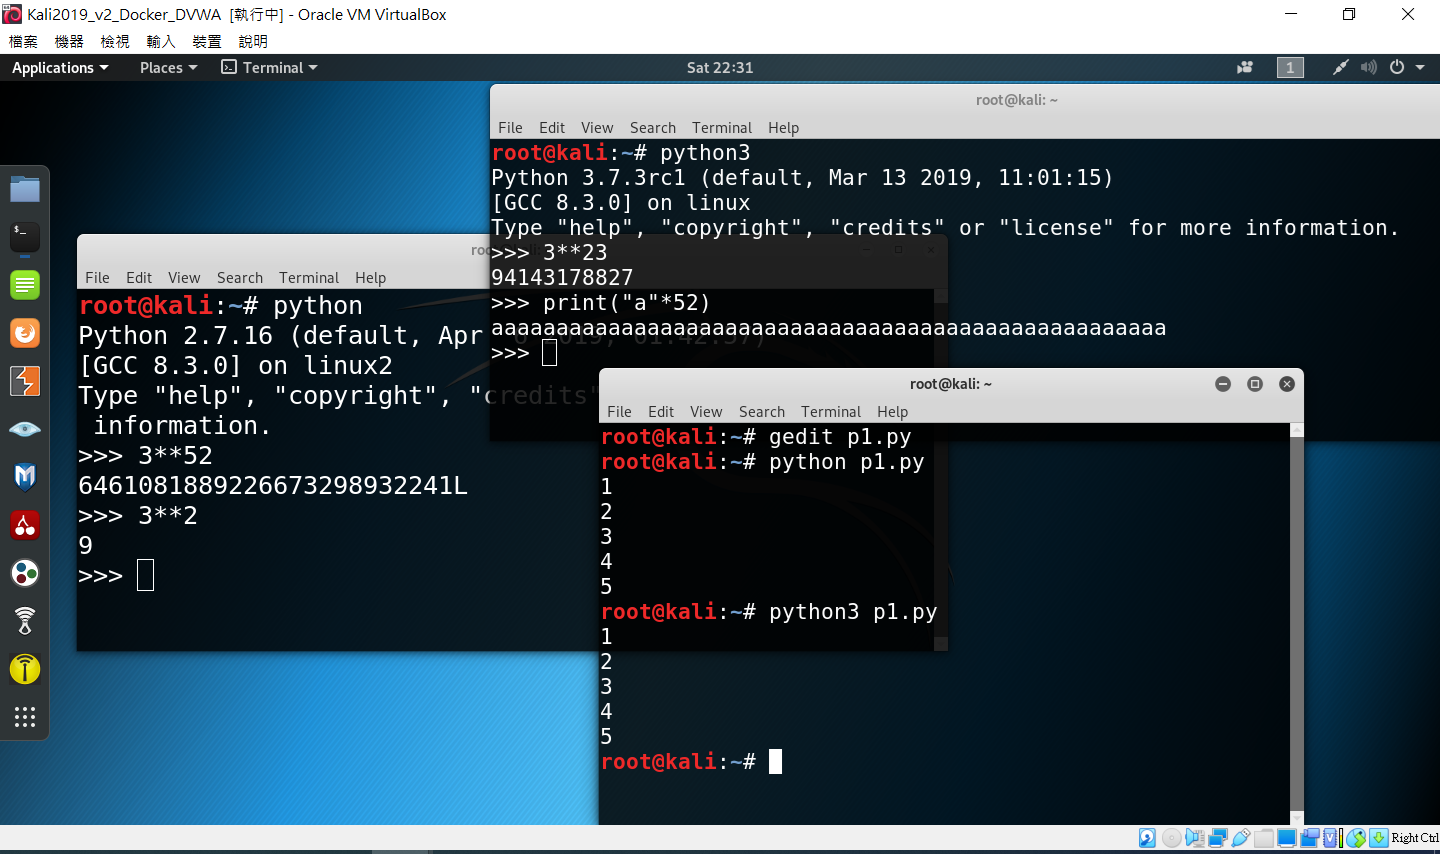 Kali2019_v2_Docker_DVWA [執行中] - Oracle VM VirtualBox
檔案 機器 檢視 輸入 裝置 說明
Applications Places Terminal Sat 22:31 1
root@kali: ~
File Edit View Search Terminal Help
root@kali:~# python3
Python 3.7.3rc1 (default, Mar 13 2019, 11:01:15)
[GCC 8.3.0] on linux
Type "help", "copyright", "credits" or "license" for more information.
>>> 3**23
94143178827
>>> print("a"*52)
aaaaaaaaaaaaaaaaaaaaaaaaaaaaaaaaaaaaaaaaaaaaaaaaaaaa
>>>
File Edit View Search Terminal Help
root@kali:~# python
Python 2.7.16 (default, Apr 6 2019, 01:42:57)
[GCC 8.3.0] on linux2
Type "help", "copyright", "credits"
information.
>>> 3**52
6461081889226673298932241L
>>> 3**2
9
>>>
root@kali: ~
File Edit View Search Terminal Help
root@kali:~# gedit p1.py
root@kali:~# python p1.py
1
2
3
4
5
root@kali:~# python3 p1.py
1
2
3
4
5
root@kali:~#
Right Ctrl